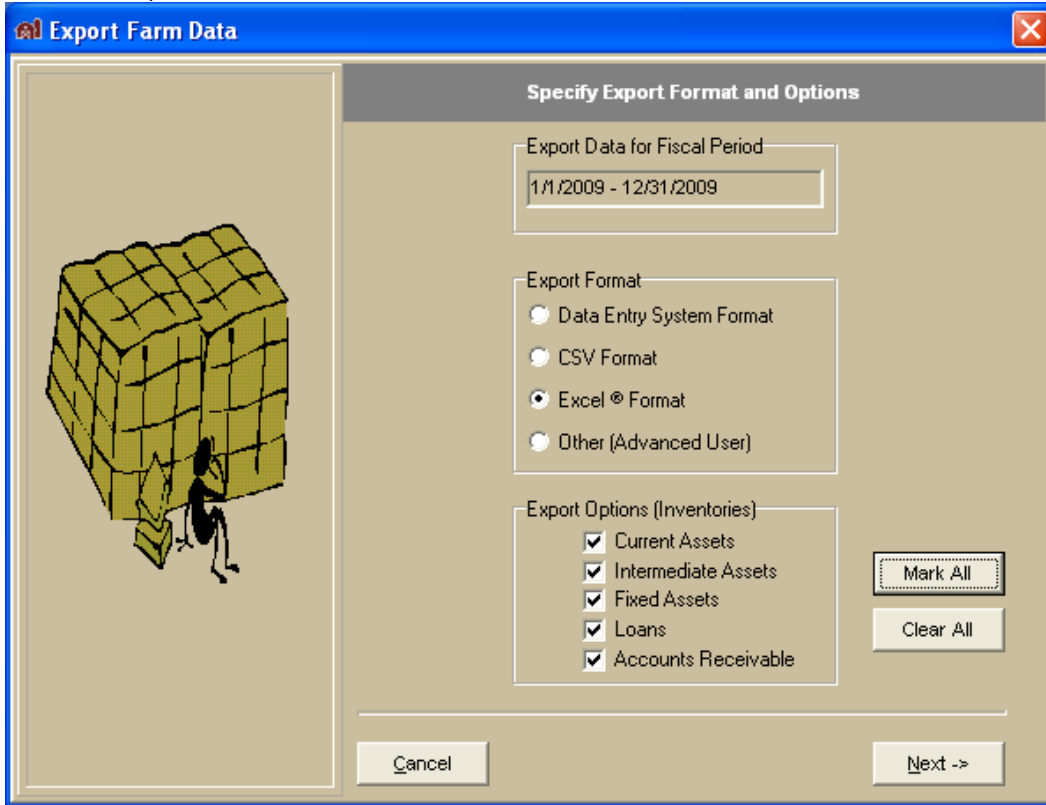 Export Farm Data
Specify Export Format and Options
Export Data for Fiscal Period
1/1/2009 - 12/31/2009
Export Format
Data Entry System Format
CSV Format
Excel ® Format
Other (Advanced User)
Export Options (Inventories)
Current Assets
Intermediate Assets
Fixed Assets
Loans
Accounts Receivable
Mark All
Clear All
Cancel
Next ->